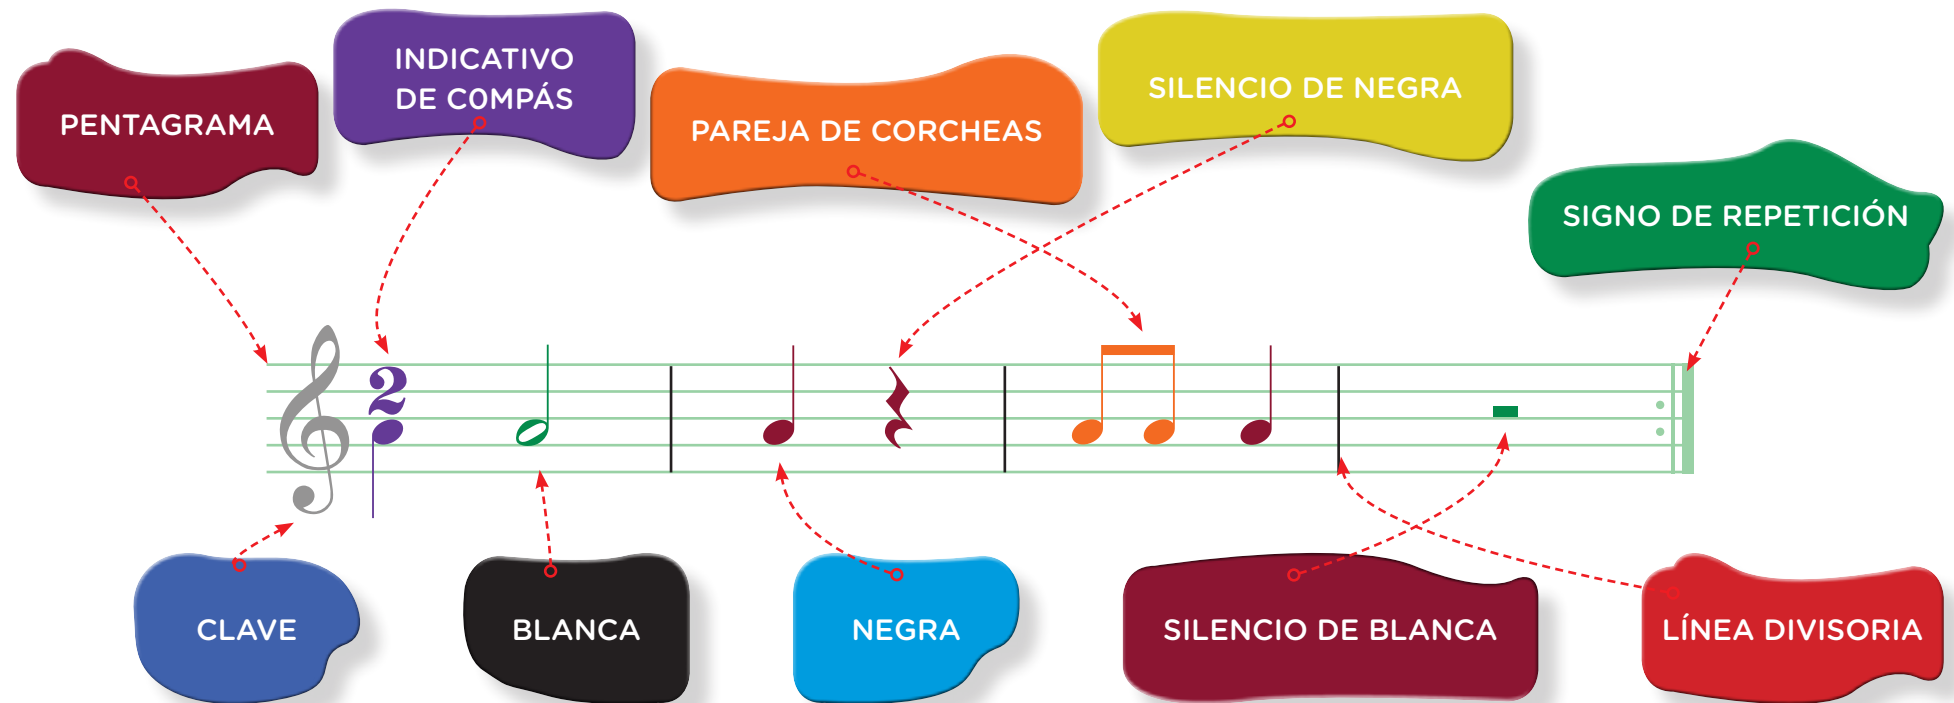 PENTAGRAMA
INDICATIVO
DE COMPÁS
PAREJA DE CORCHEAS
SILENCIO DE NEGRA
SIGNO DE REPETICIÓN
2
CLAVE
BLANCA
NEGRA
SILENCIO DE BLANCA
LÍNEA DIVISORIA